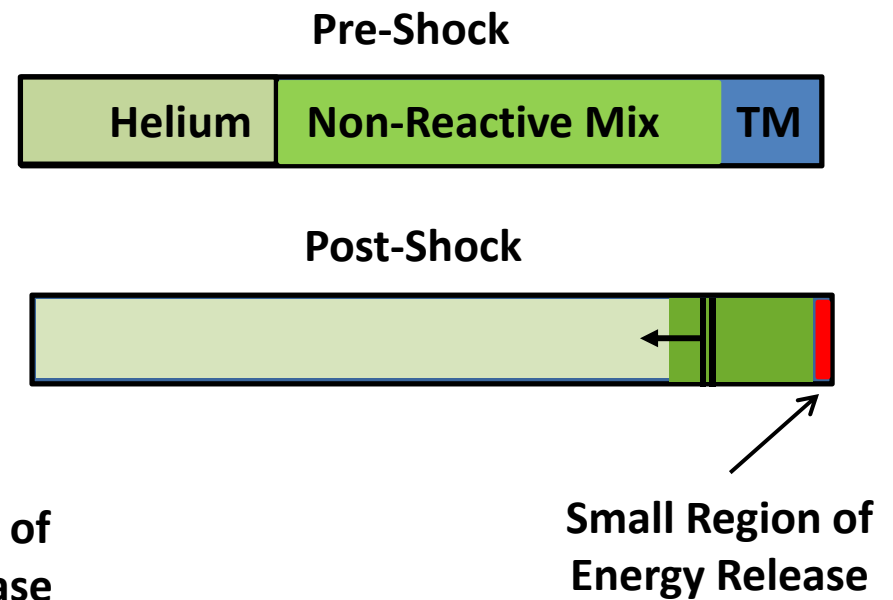 Pre-Shock
Helium Non-Reactive Mix TM
Post-Shock
of
Small Region of
Energy Release